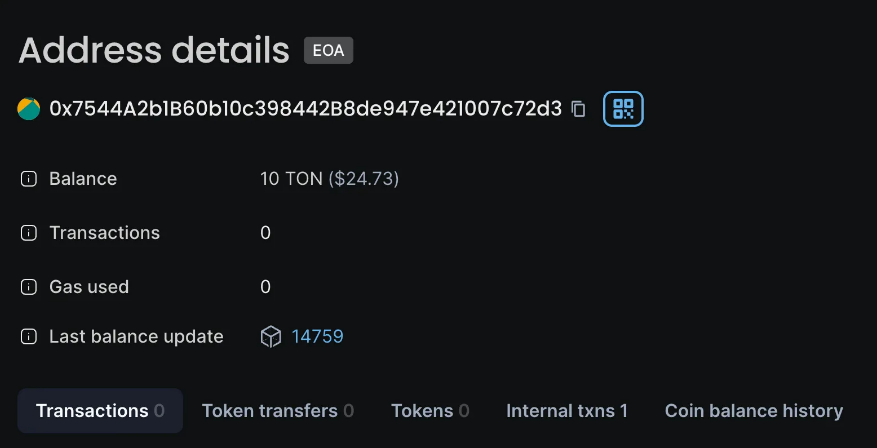 Address details EOA
0x7544A2b1B60b10c398442B8de947e421007c72d3
Balance 10 TON ($24.73)
Transactions 0
Gas used 0
Last balance update 14759
Transactions 0 Token transfers 0 Tokens 0 Internal txns 1 Coin balance history